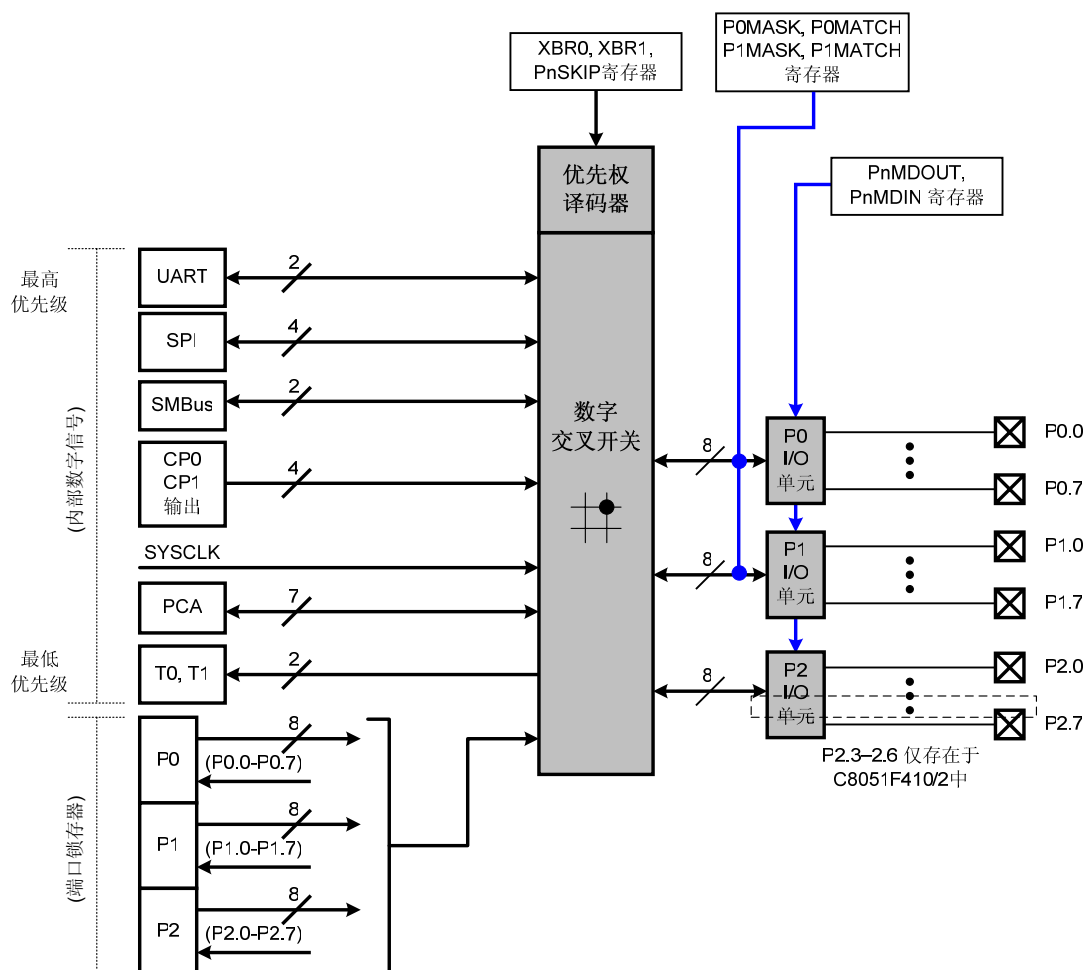 XBR0, XBR1,
PnSKIP寄存器
P0MASK, P0MATCH
P1MASK, P1MATCH
寄存器
PnMDOUT,
PnMDIN 寄存器
优先权
译码器
数字
交叉开关
最高
优先级
(内部数字信号)
最低
优先级
(端口锁存器)
UART
2
SPI
4
SMBus
2
CP0
CP1
输出
4
SYSCLK
PCA
7
T0, T1
2
P0
8
(P0.0-P0.7)
P1
8
(P1.0-P1.7)
P2
8
(P2.0-P2.7)
8
P0
I/O
单元
P0.0
P0.7
8
P1
I/O
单元
P1.0
P1.7
8
P2
I/O
单元
P2.0
P2.7
P2.3–2.6 仅存在于
C8051F410/2中